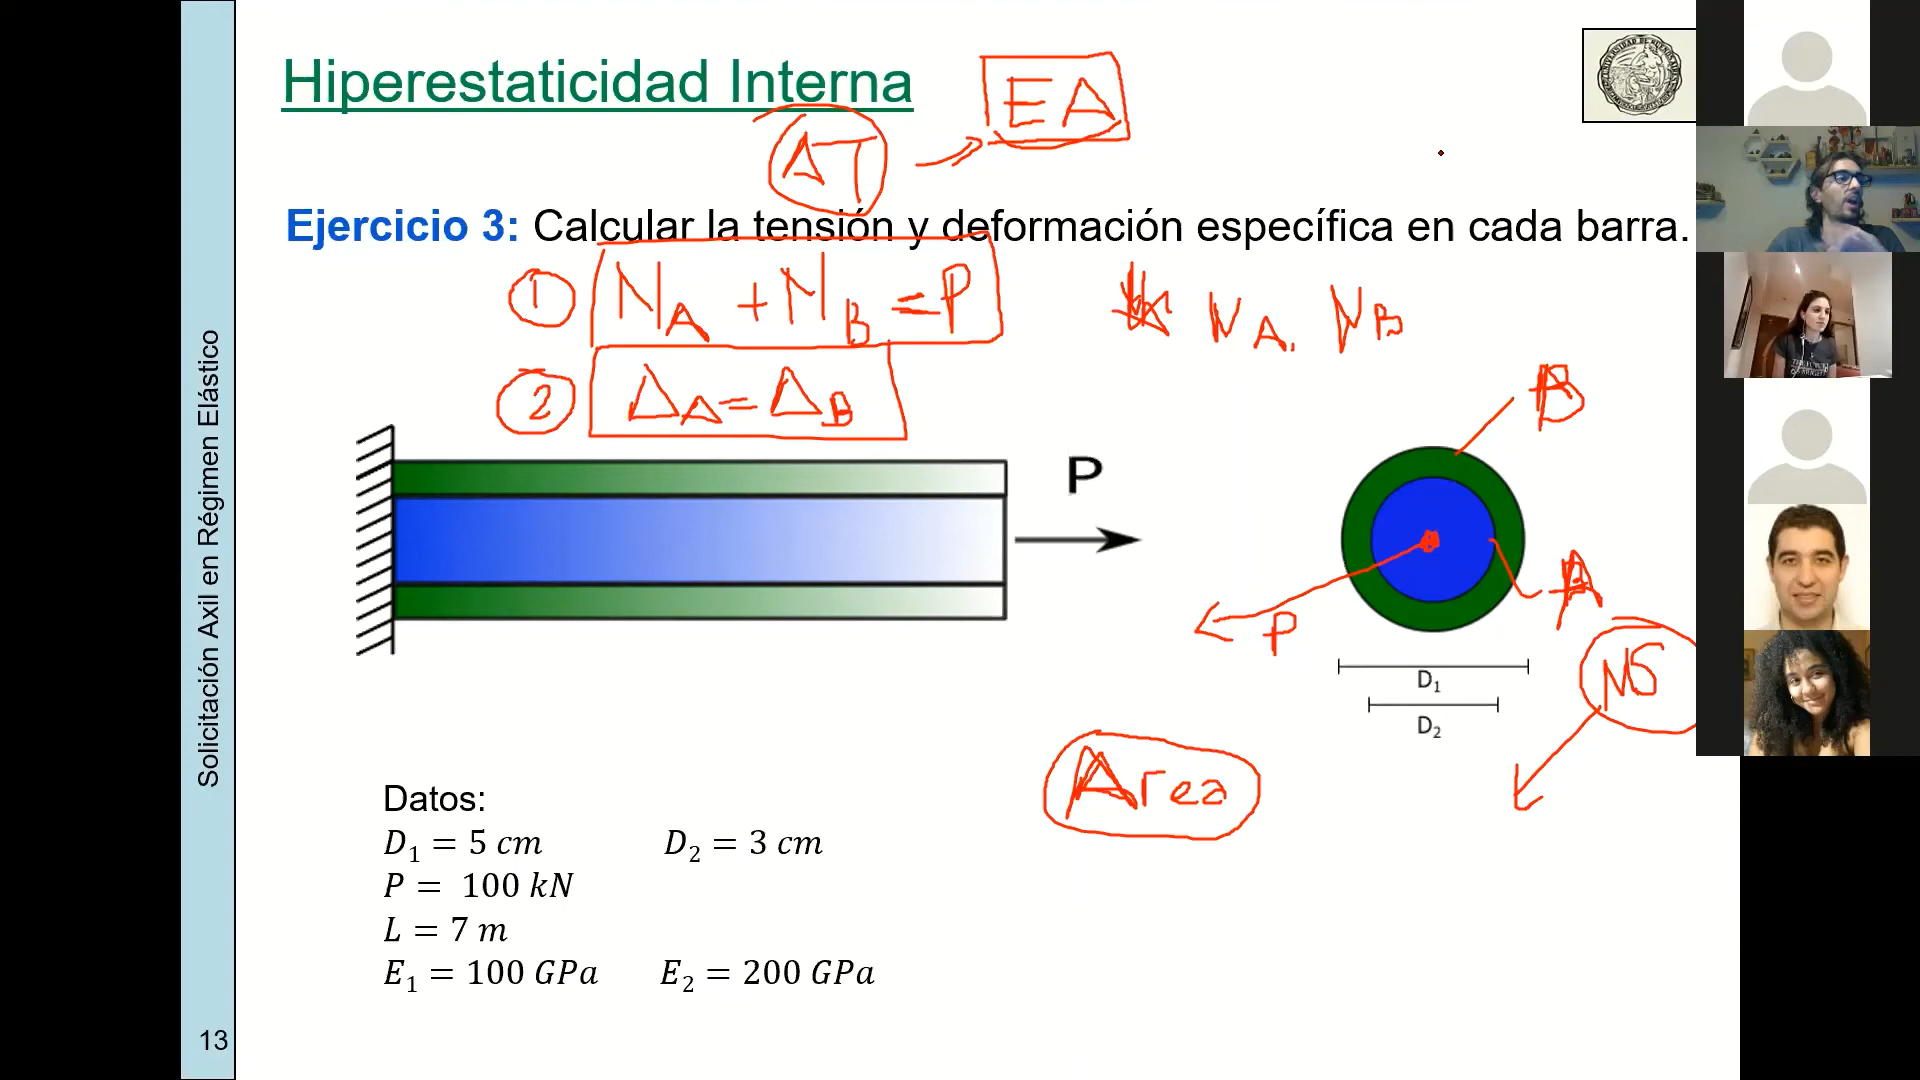 Hiperestaticidad Interna
EA
ΔT
Ejercicio 3: Calcular la tensión y deformación específica en cada barra.
① N_A + N_B = P
N_A. N_B
② Δ_A = Δ_B
B
P
A
P
D₁
D₂
Area
Datos:
D₁ = 5 cm D₂ = 3 cm
P = 100 kN
L = 7 m
E₁ = 100 GPa E₂ = 200 GPa
Solicitación Axil en Régimen Elástico
13